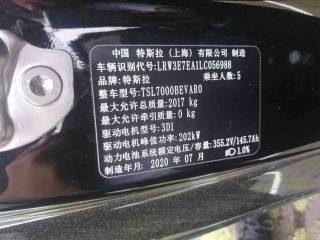 中国 特斯拉（上海）有限公司 制造
车辆识别代号:LRW3E7EA1LC056988
品牌:特斯拉 乘坐人数:5
整车型号:TSL7000BEVAR0
最大允许总质量:2017 kg
最大允许牵引质量:0 kg
驱动电机型号:3D1
驱动电机峰值功率:202kW
动力电池系统额定电压/容量:355.2V/145.7Ah
制造年月: 2020 年 07 月 1.0%